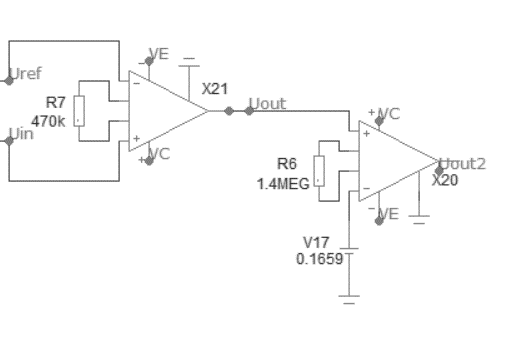 Uref
VE
X21
R7
470k
Uout
Uin
VC
VC
R6
1.4MEG
Uout2
X20
VE
V17
0.1659